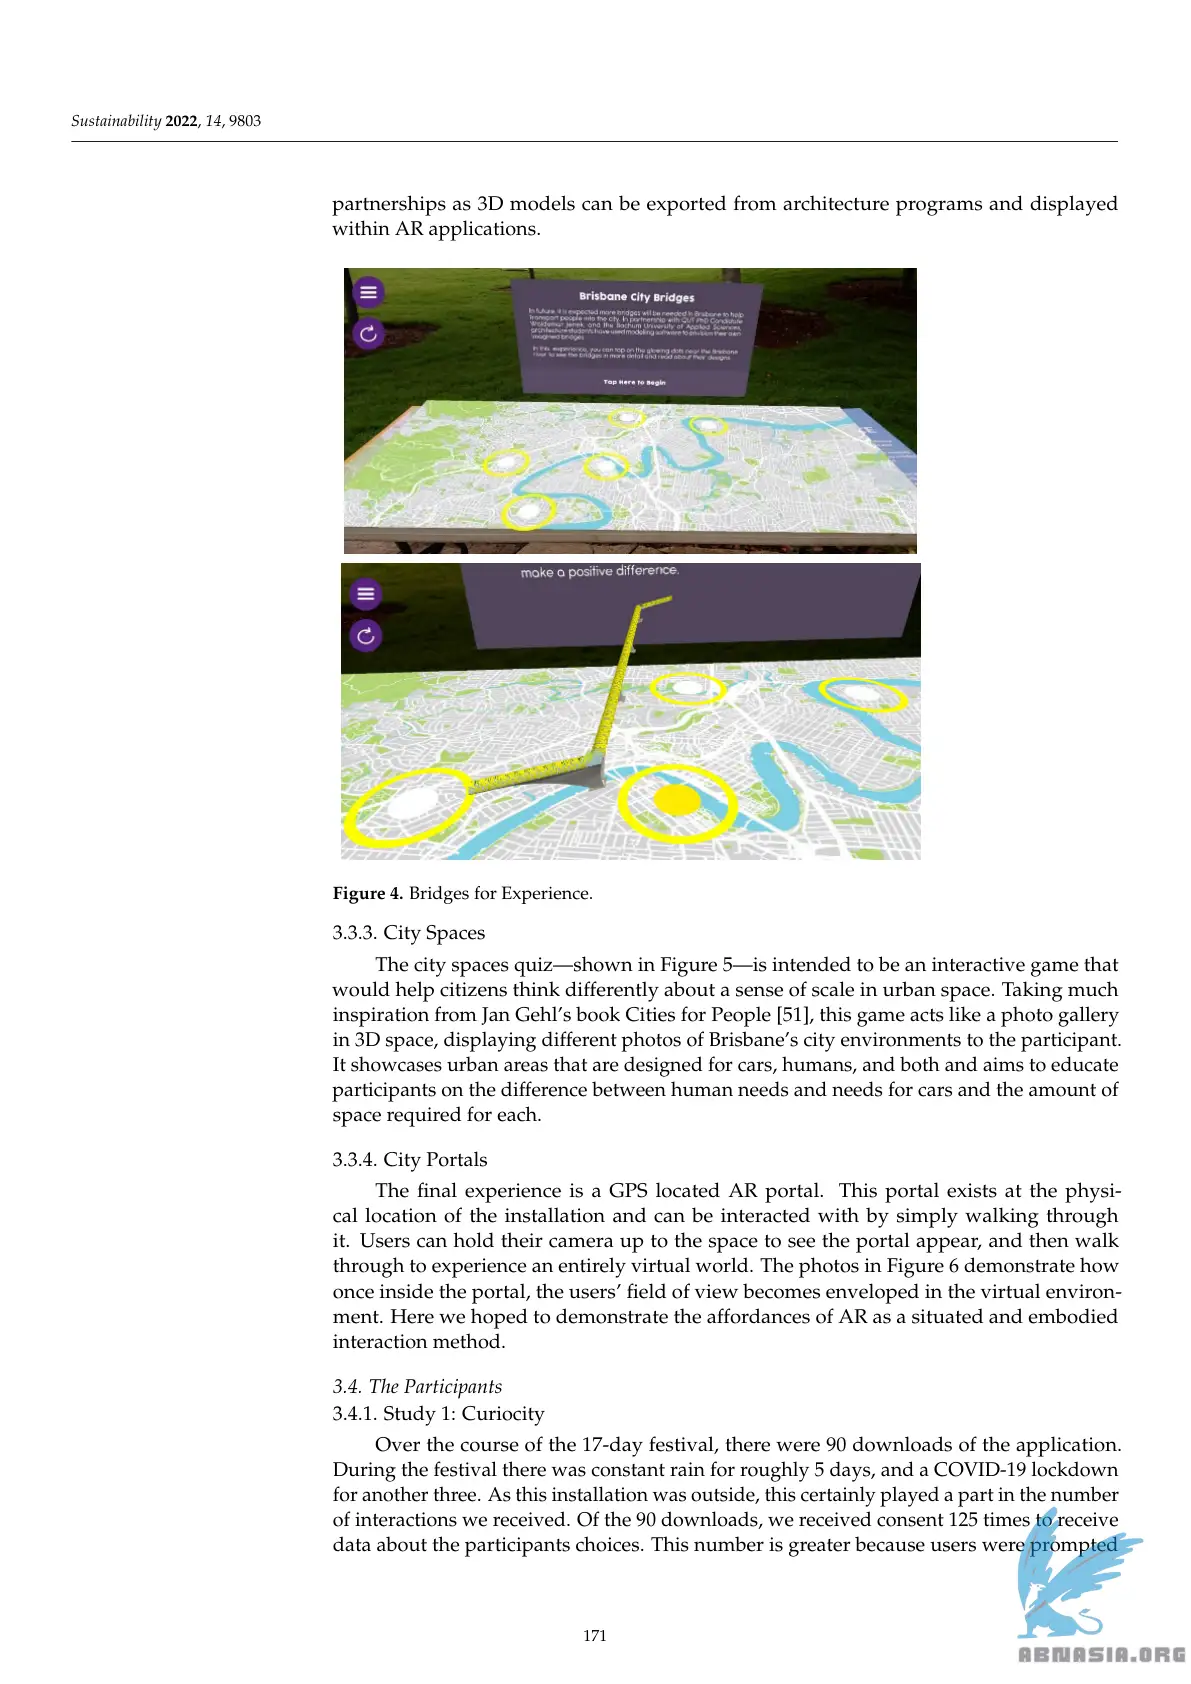 Sustainability 2022, 14, 9803
partnerships as 3D models can be exported from architecture programs and displayed
within AR applications.
Brisbane City Bridges
In future, it is expected more bridges will be needed in Brisbane to help
transport people into the city. In partnership with QUT PhD Candidate
Waldemar Jenek, and the Bochum University of Applied Sciences,
architecture students have used modeling software to envision their own
imagined bridges
In this experience, you can tap on the glowing dots near the Brisbane
river to see the bridges in more detail and read about their designs
Tap Here to Begin
make a positive difference.
Figure 4. Bridges for Experience.
3.3.3. City Spaces
The city spaces quiz—shown in Figure 5—is intended to be an interactive game that
would help citizens think differently about a sense of scale in urban space. Taking much
inspiration from Jan Gehl's book Cities for People [51], this game acts like a photo gallery
in 3D space, displaying different photos of Brisbane's city environments to the participant.
It showcases urban areas that are designed for cars, humans, and both and aims to educate
participants on the difference between human needs and needs for cars and the amount of
space required for each.
3.3.4. City Portals
The final experience is a GPS located AR portal. This portal exists at the physi-
cal location of the installation and can be interacted with by simply walking through
it. Users can hold their camera up to the space to see the portal appear, and then walk
through to experience an entirely virtual world. The photos in Figure 6 demonstrate how
once inside the portal, the users' field of view becomes enveloped in the virtual environ-
ment. Here we hoped to demonstrate the affordances of AR as a situated and embodied
interaction method.
3.4. The Participants
3.4.1. Study 1: Curiocity
Over the course of the 17-day festival, there were 90 downloads of the application.
During the festival there was constant rain for roughly 5 days, and a COVID-19 lockdown
for another three. As this installation was outside, this certainly played a part in the number
of interactions we received. Of the 90 downloads, we received consent 125 times to receive
data about the participants choices. This number is greater because users were prompted
171
ABNASIA.ORG